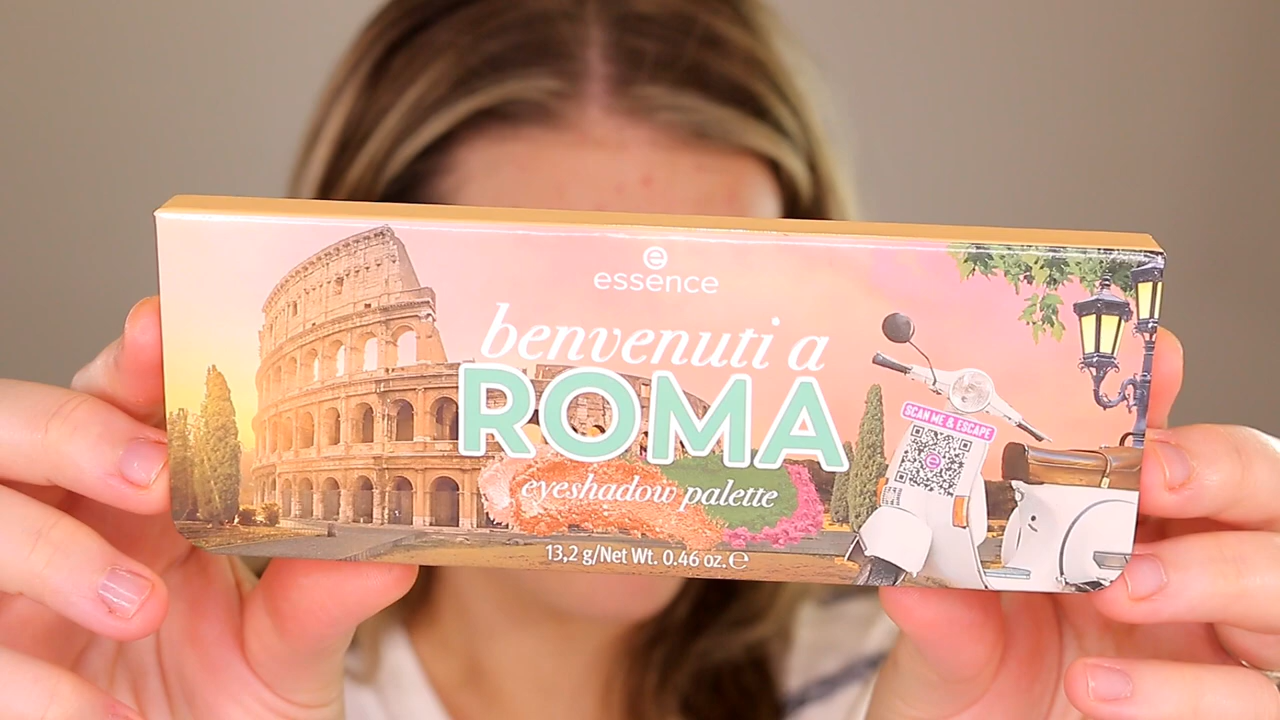 e
essence
benvenuti a
ROMA
eyeshadow palette
13,2 g/Net Wt. 0.46 oz. ℮
SCAN ME & ESCAPE
e